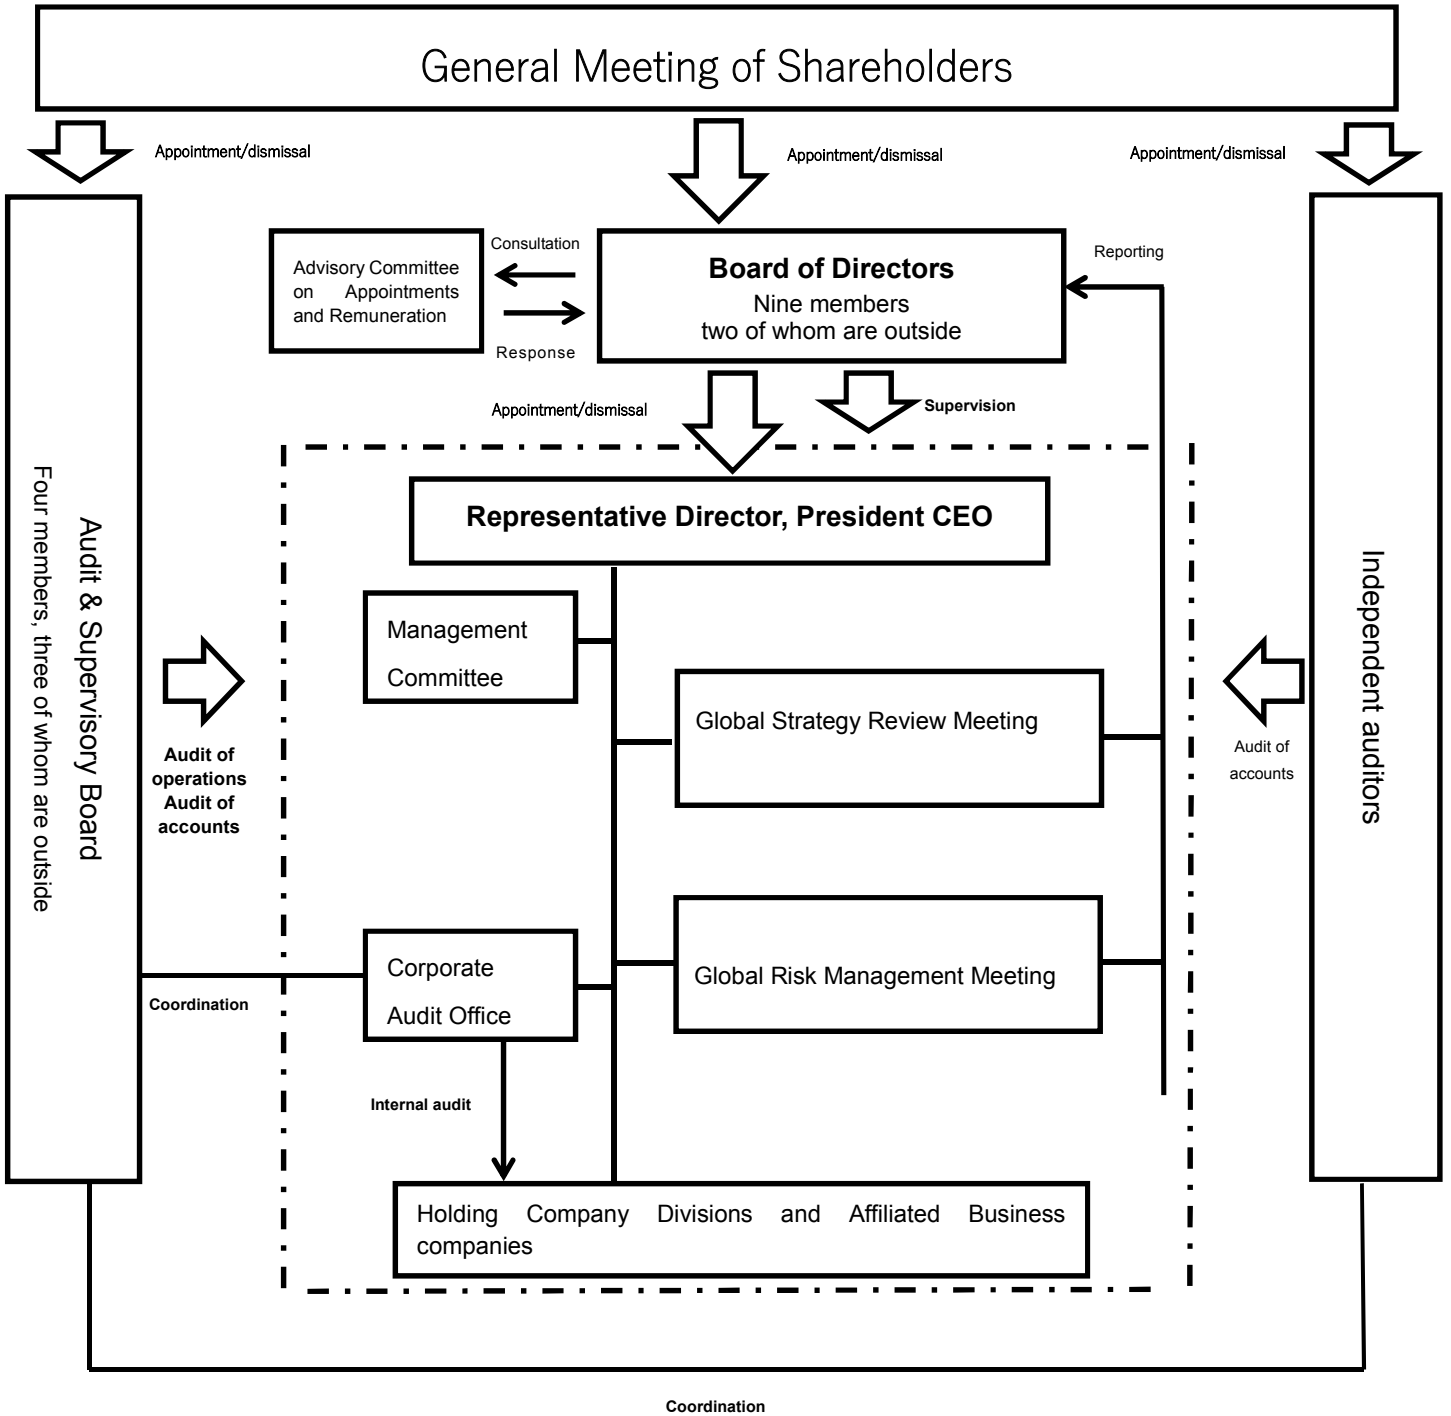 General Meeting of Shareholders
Appointment/dismissal
Appointment/dismissal
Appointment/dismissal
Advisory Committee
on Appointments
and Remuneration
Consultation
Response
Board of Directors
Nine members
two of whom are outside
Reporting
Appointment/dismissal
Supervision
Representative Director, President CEO
Audit & Supervisory Board
Four members, three of whom are outside
Management
Committee
Global Strategy Review Meeting
Audit of
operations
Audit of
accounts
Audit of
accounts
Independent auditors
Corporate
Audit Office
Global Risk Management Meeting
Coordination
Internal audit
Holding Company Divisions and Affiliated Business
companies
Coordination